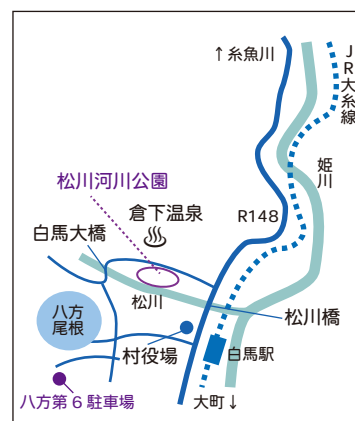 ↑糸魚川
JR大糸線
松川河川公園
姫川
倉下温泉
R148
白馬大橋
松川
松川橋
八方
尾根
村役場
白馬駅
八方第6駐車場
大町↓